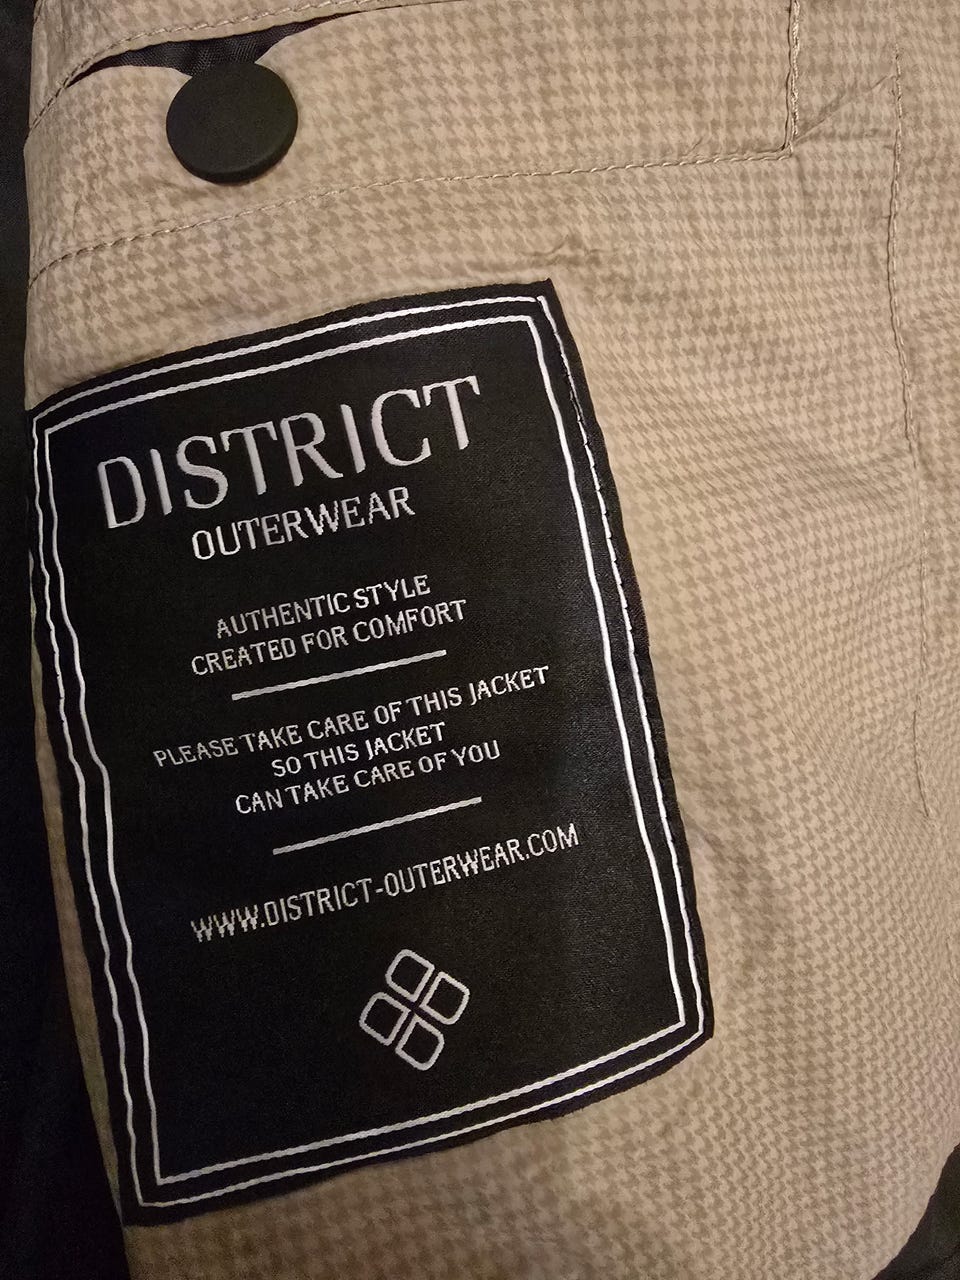 DISTRICT
OUTERWEAR
AUTHENTIC STYLE
CREATED FOR COMFORT
PLEASE TAKE CARE OF THIS JACKET
SO THIS JACKET
CAN TAKE CARE OF YOU
WWW.DISTRICT-OUTERWEAR.COM